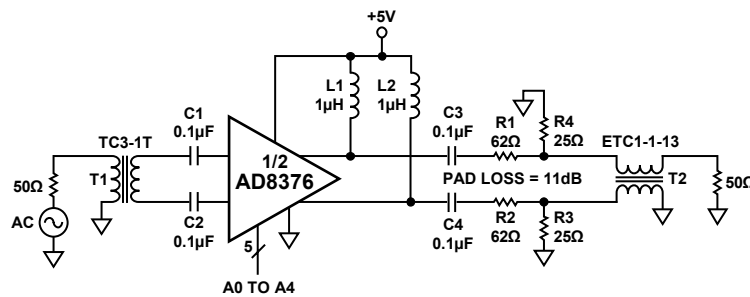 +5V
L1
1µH
L2
1µH
C1
0.1µF
C3
0.1µF
R1
62Ω
R4
25Ω
ETC1-1-13
TC3-1T
50Ω
T1
1/2
AD8376
PAD LOSS = 11dB
T2
50Ω
AC
C2
0.1µF
5
C4
0.1µF
R2
62Ω
R3
25Ω
A0 TO A4